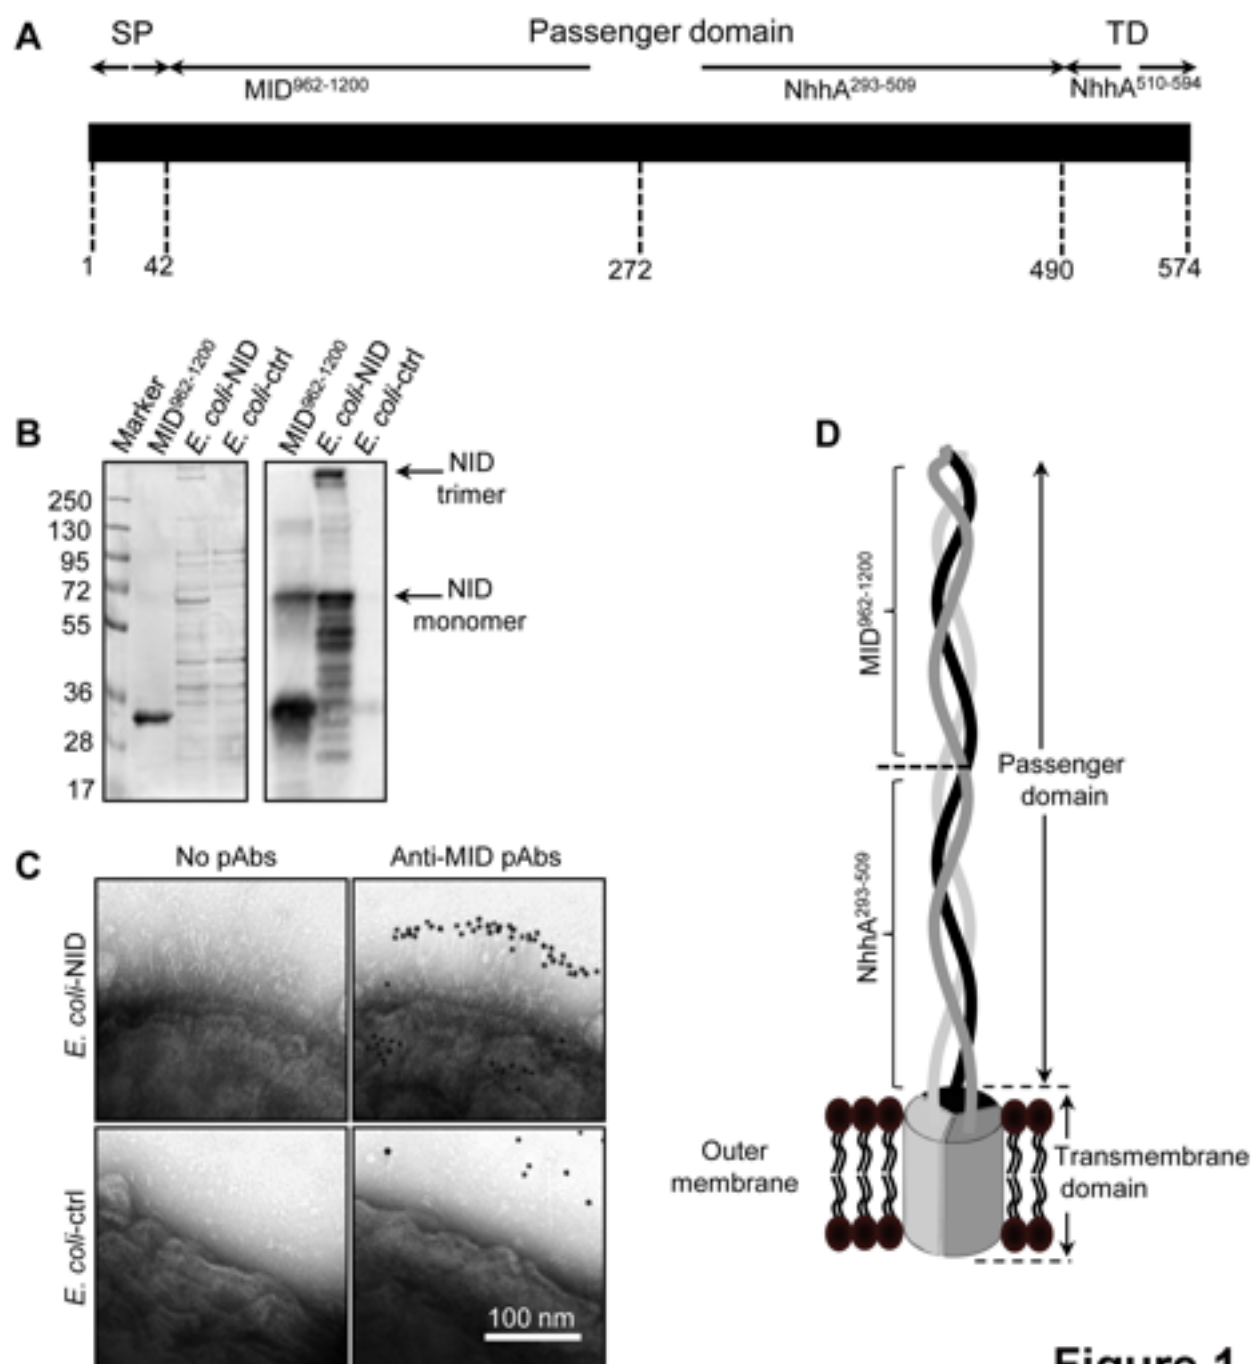 A
SP
Passenger domain
TD
MID962-1200
NhhA293-509
NhhA510-594
1
42
272
490
574
B
Marker
MID962-1200
E. coli-NID
E. coli-ctrl
MID962-1200
E. coli-NID
E. coli-ctrl
250
130
95
72
55
36
28
17
NID
trimer
NID
monomer
C
No pAbs
Anti-MID pAbs
E. coli-NID
E. coli-ctrl
100 nm
D
MID962-1200
NhhA293-509
Passenger
domain
Outer
membrane
Transmembrane
domain
Figure 1